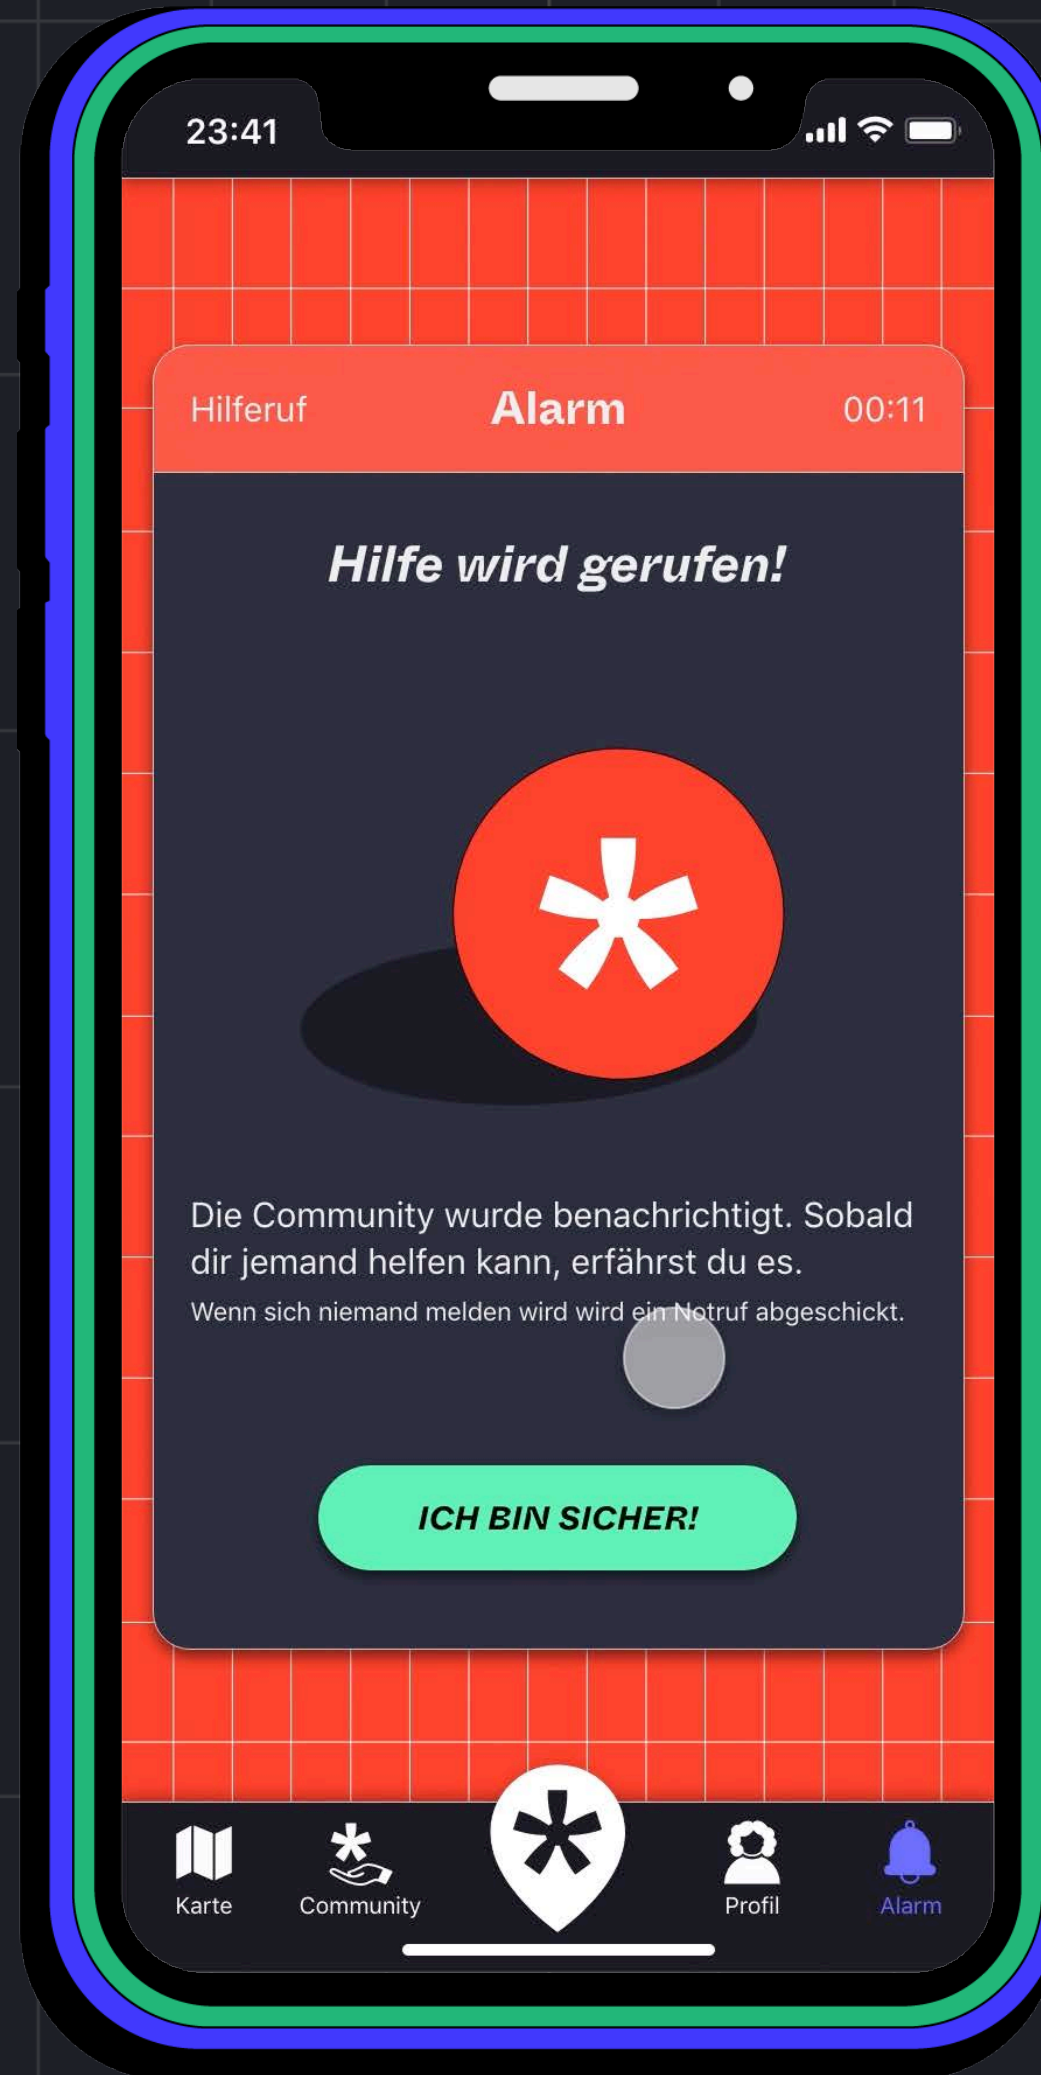 23:41
Hilferuf
Alarm
00:11
Hilfe wird gerufen!
Die Community wurde benachrichtigt. Sobald
dir jemand helfen kann, erfährst du es.
Wenn sich niemand melden wird wird ein Notruf abgeschickt.
ICH BIN SICHER!
Karte
Community
Profil
Alarm